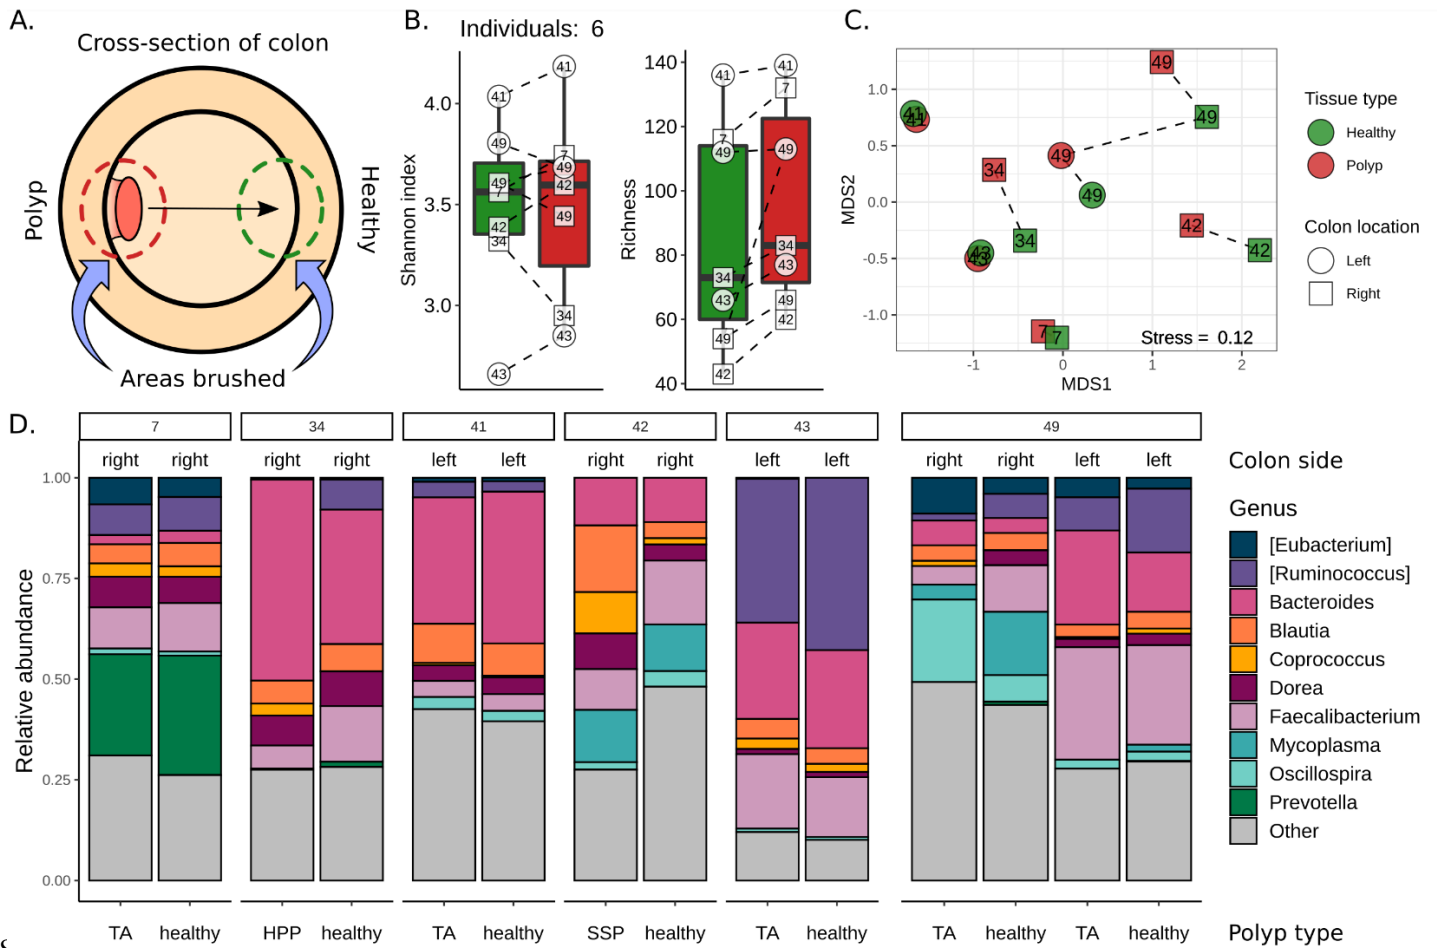 A.
Cross-section of colon
Polyp
Healthy
Areas brushed
B.
Individuals: 6
Shannon index
4.0
3.5
3.0
41
49
49
7
42
34
43
41
7
49
42
49
34
43
Richness
140
120
100
80
60
40
41
7
49
34
43
7
54
42
41
7
49
34
43
49
42
C.
MDS2
1.0
0.5
0.0
-0.5
-1.0
49
41
41
49
49
34
49
34
42
42
43
43
7
7
Stress = 0.12
-1
0
1
2
MDS1
Tissue type
Healthy
Polyp
Colon location
Left
Right
D.
7
34
41
42
43
49
right right right right left left right right left left right right left left
Colon side
Relative abundance
1.00
0.75
0.50
0.25
0.00
Genus
[Eubacterium]
[Ruminococcus]
Bacteroides
Blautia
Coprococcus
Dorea
Faecalibacterium
Mycoplasma
Oscillospira
Prevotella
Other
TA healthy HPP healthy TA healthy SSP healthy TA healthy TA healthy TA healthy
Polyp type